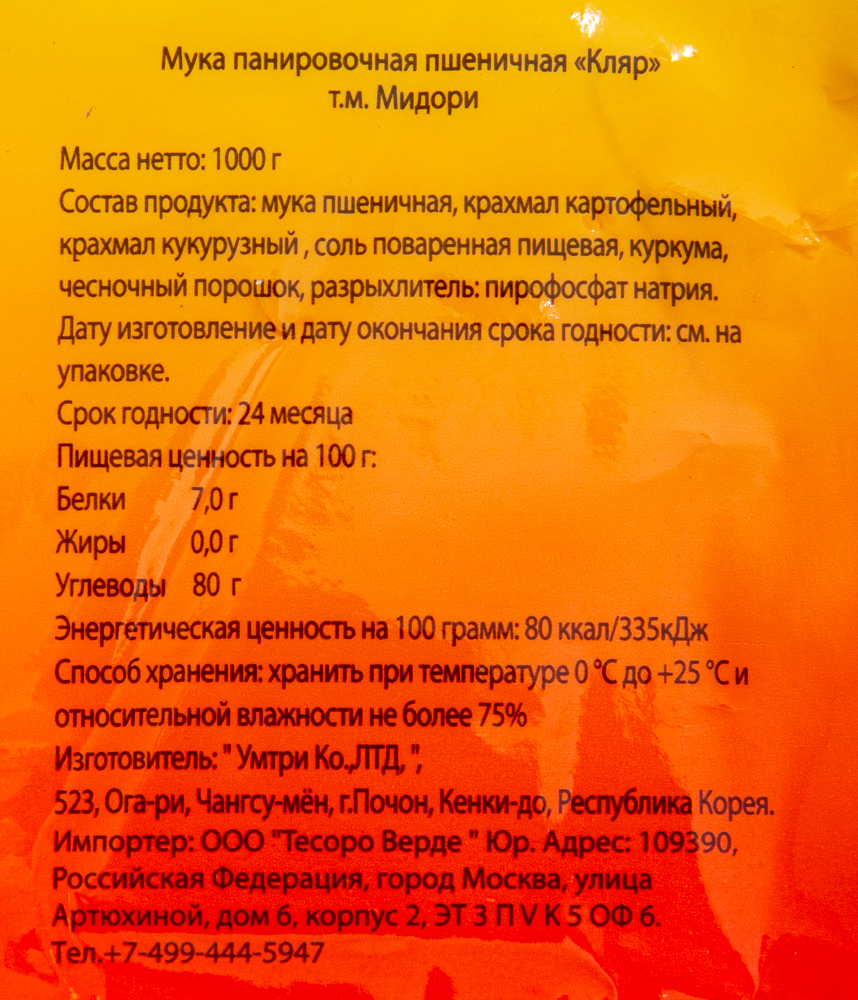 Мука панировочная пшеничная «Кляр»
т.м. Мидори
Масса нетто: 1000 г
Состав продукта: мука пшеничная, крахмал картофельный,
крахмал кукурузный , соль поваренная пищевая, куркума,
чесночный порошок, разрыхлитель: пирофосфат натрия.
Дату изготовление и дату окончания срока годности: см. на
упаковке.
Срок годности: 24 месяца
Пищевая ценность на 100 г:
Белки 7,0 г
Жиры 0,0 г
Углеводы 80 г
Энергетическая ценность на 100 грамм: 80 ккал/335кДж
Способ хранения: хранить при температуре 0 °С до +25 °С и
относительной влажности не более 75%
Изготовитель: " Умтри Ко.,ЛТД, ",
523, Ога-ри, Чангсу-мён, г.Почон, Кенки-до, Республика Корея.
Импортер: ООО "Тесоро Верде " Юр. Адрес: 109390,
Российская Федерация, город Москва, улица
Артюхиной, дом 6, корпус 2, ЭТ 3 П V К 5 ОФ 6.
Тел.+7-499-444-5947